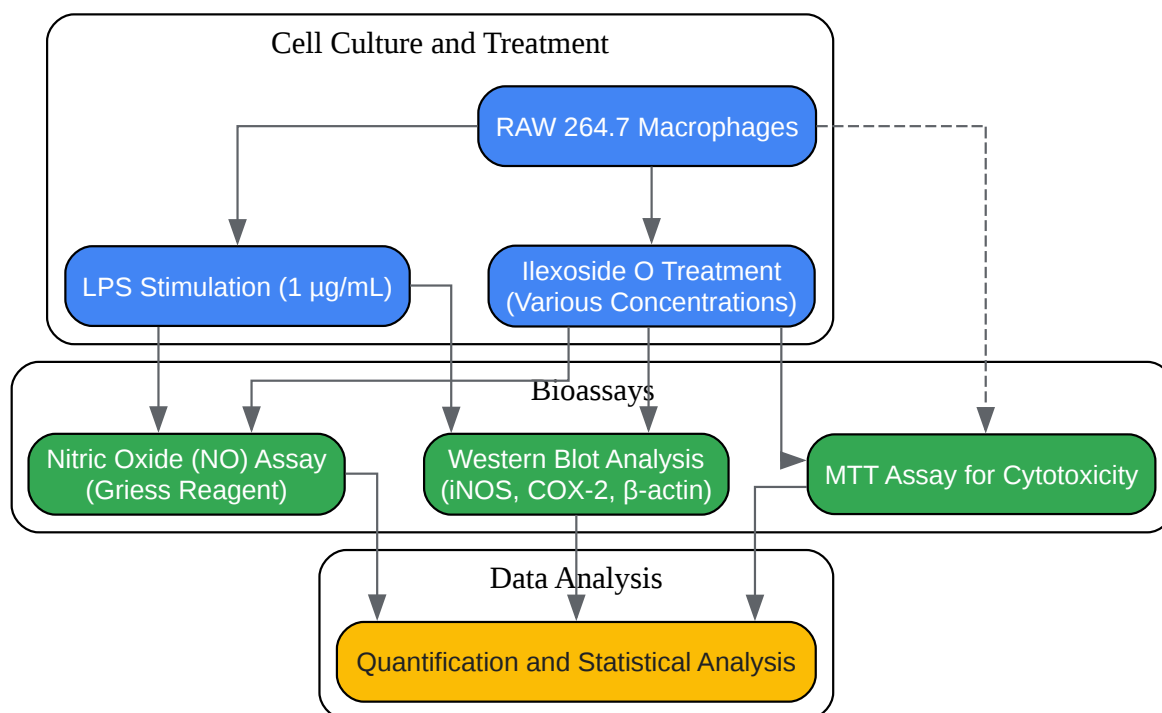 Cell Culture and Treatment
RAW 264.7 Macrophages
LPS Stimulation (1 µg/mL)
Ilexoside O Treatment
(Various Concentrations)
Bioassays
Nitric Oxide (NO) Assay
(Griess Reagent)
Western Blot Analysis
(iNOS, COX-2, β-actin)
MTT Assay for Cytotoxicity
Data Analysis
Quantification and Statistical Analysis